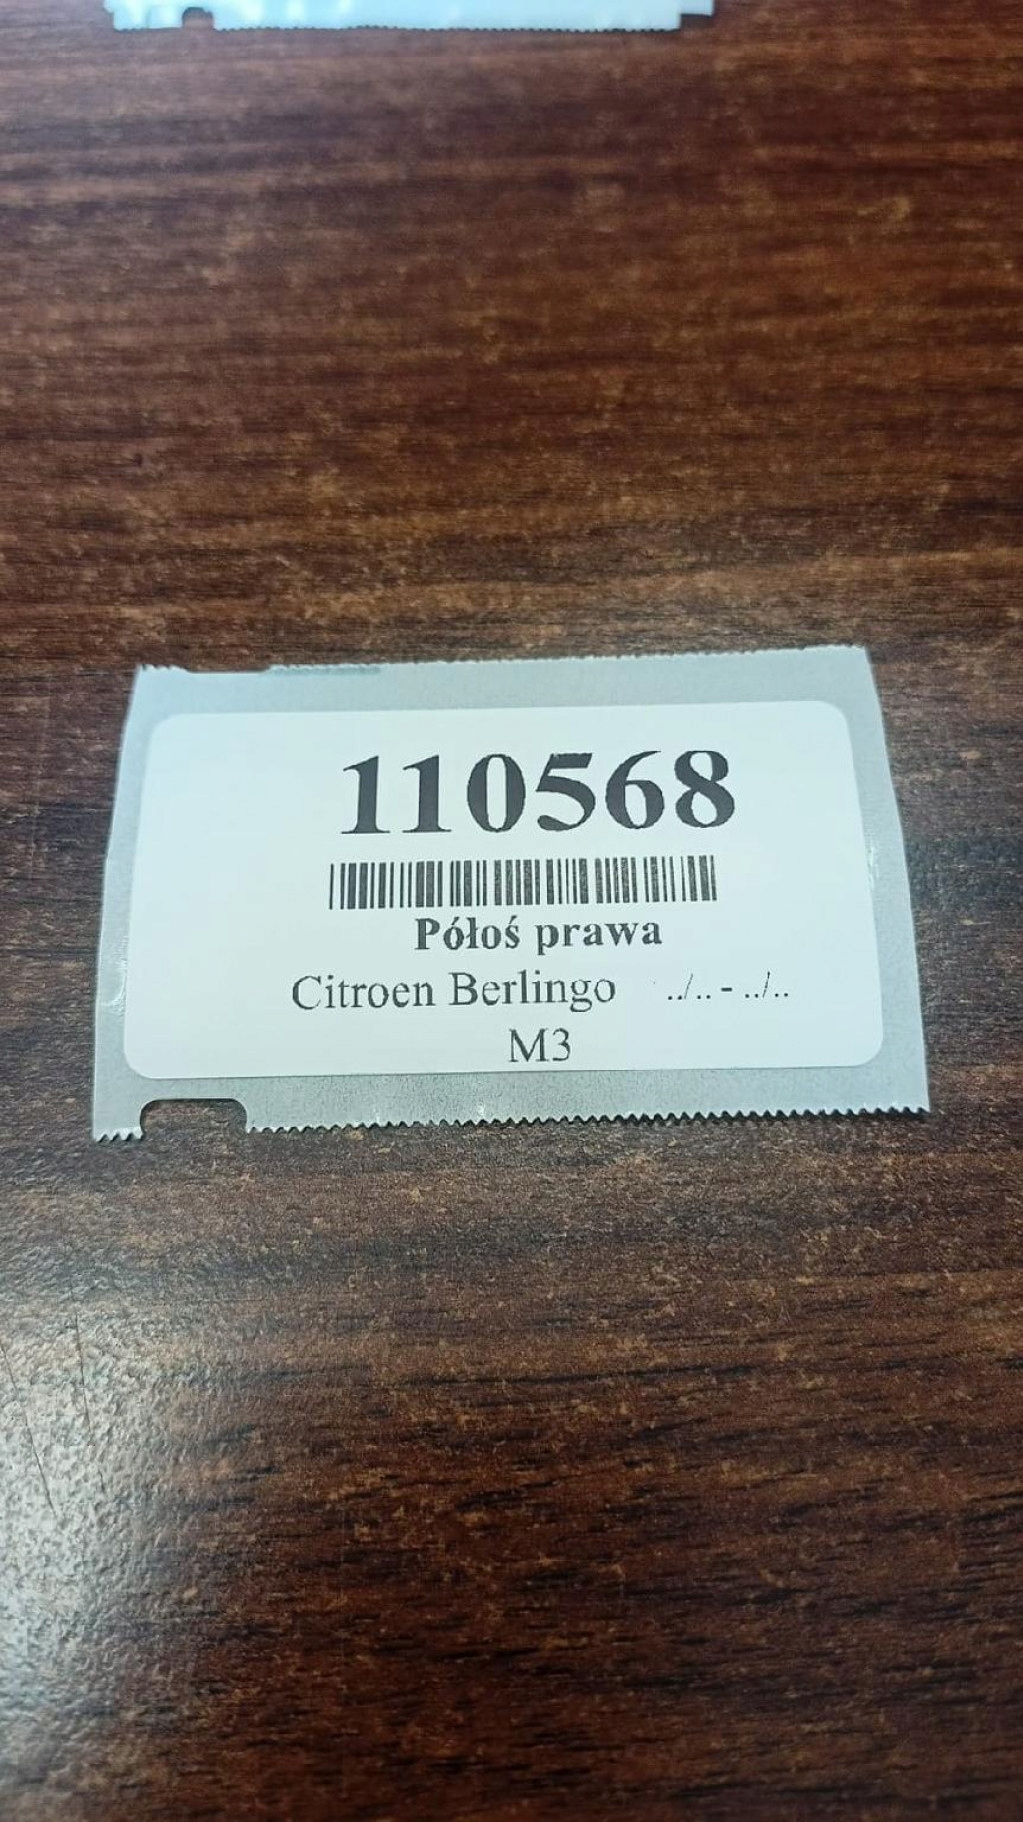 110568
Półoś prawa
Citroen Berlingo ../.. - ../..
M3